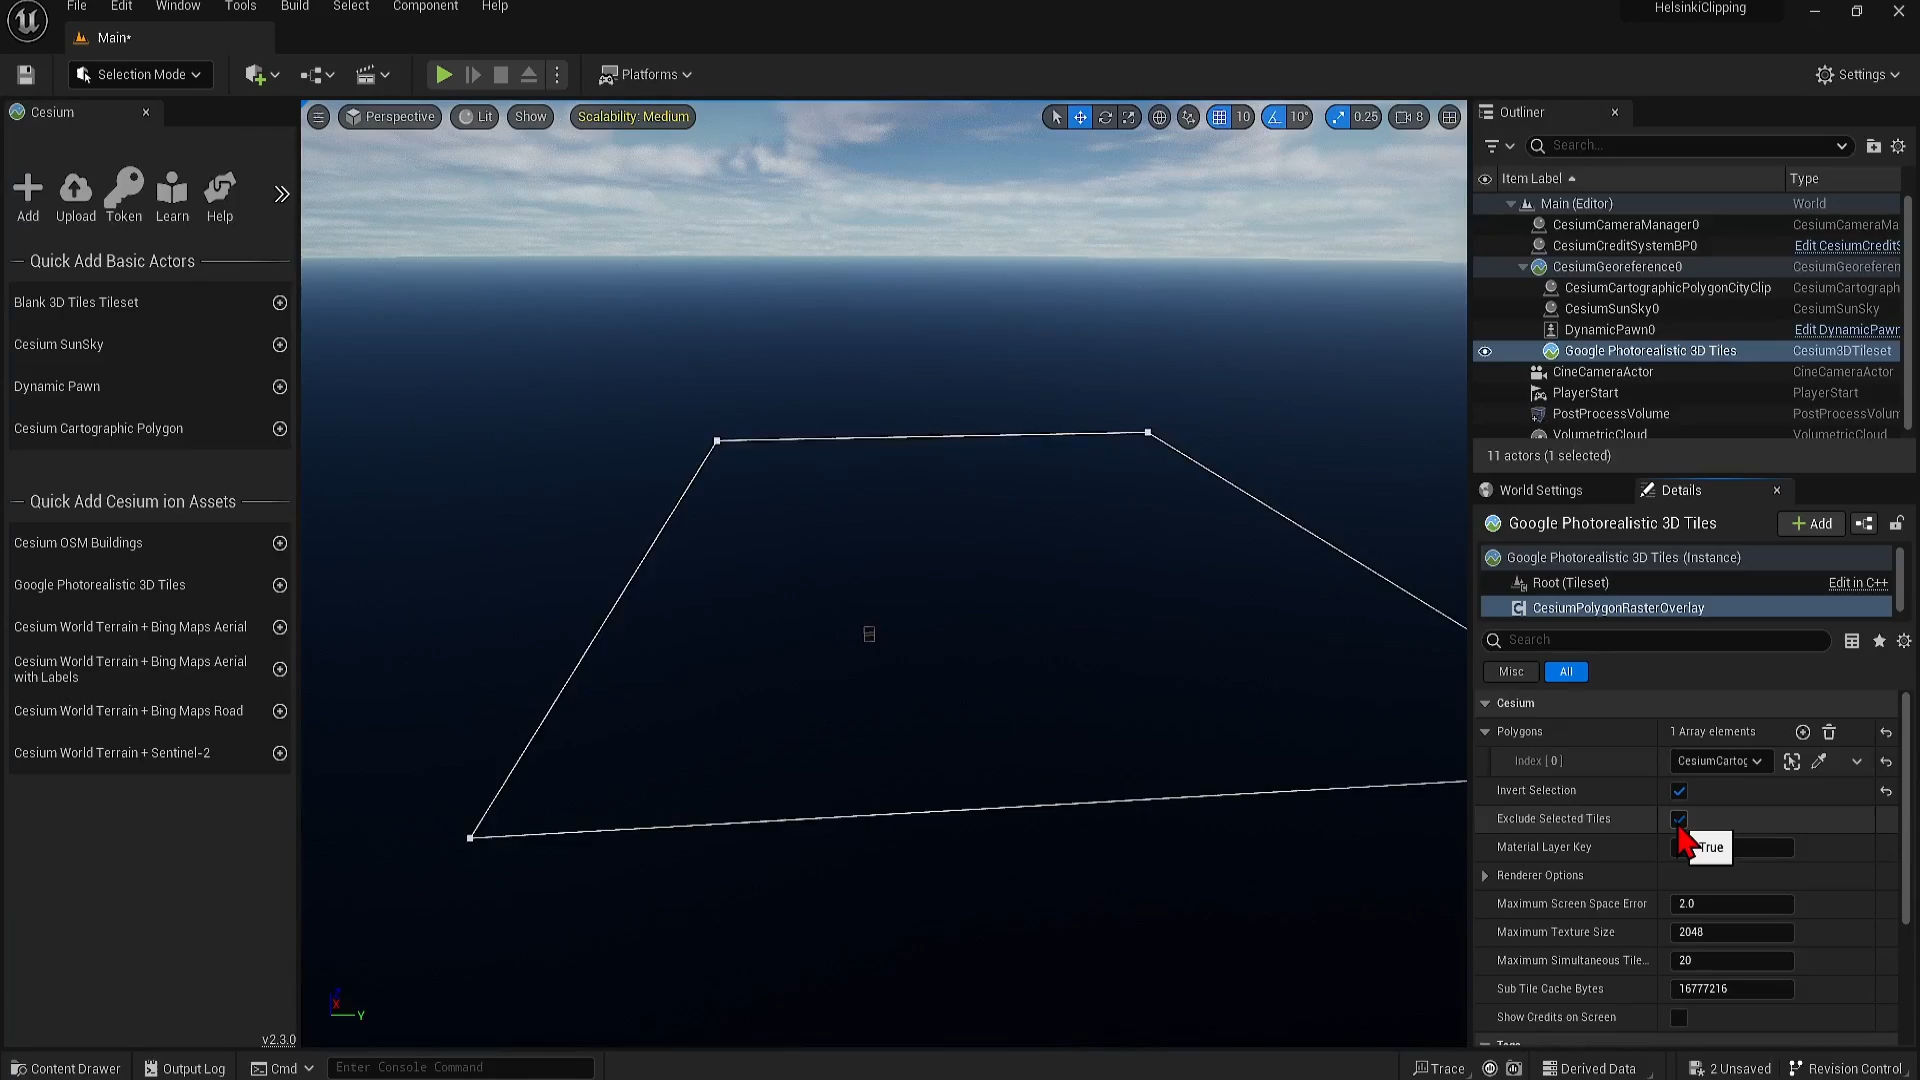 File Edit Window Tools Build Select Component Help
HelsinkiClipping
Main*
Selection Mode
Platforms
Settings
Cesium
Perspective Lit Show Scalability: Medium
10 10° 0.25 8
Add Upload Token Learn Help
Quick Add Basic Actors
Blank 3D Tiles Tileset
Cesium SunSky
Dynamic Pawn
Cesium Cartographic Polygon
Quick Add Cesium ion Assets
Cesium OSM Buildings
Google Photorealistic 3D Tiles
Cesium World Terrain + Bing Maps Aerial
Cesium World Terrain + Bing Maps Aerial
with Labels
Cesium World Terrain + Bing Maps Road
Cesium World Terrain + Sentinel-2
v2.3.0
X
Y
Outliner
Search...
Item Label Type
Main (Editor) World
CesiumCameraManager0 CesiumCameraMa
CesiumCreditSystemBP0 Edit CesiumCreditS
CesiumGeoreference0 CesiumGeoreferen
CesiumCartographicPolygonCityClip CesiumCartograph
CesiumSunSky0 CesiumSunSky
DynamicPawn0 Edit DynamicPawn
Google Photorealistic 3D Tiles Cesium3DTileset
CineCameraActor CineCameraActor
PlayerStart PlayerStart
PostProcessVolume PostProcessVolum
VolumetricCloud VolumetricCloud
11 actors (1 selected)
World Settings Details
Google Photorealistic 3D Tiles
Add
Google Photorealistic 3D Tiles (Instance)
Root (Tileset) Edit in C++
CesiumPolygonRasterOverlay
Search
Misc All
Cesium
Polygons 1 Array elements
Index [ 0 ] CesiumCartog
Invert Selection
Exclude Selected Tiles
Material Layer Key True
Renderer Options
Maximum Screen Space Error 2.0
Maximum Texture Size 2048
Maximum Simultaneous Tile... 20
Sub Tile Cache Bytes 16777216
Show Credits on Screen
Tags
Content Drawer Output Log Cmd Enter Console Command
Trace Derived Data 2 Unsaved Revision Control